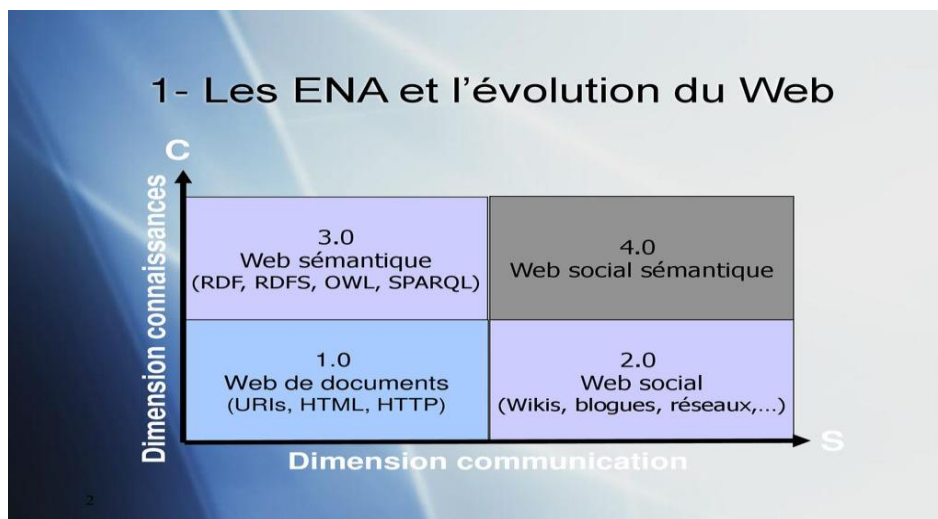 1- Les ENA et l'évolution du Web
C
Dimension connaissances
3.0
Web sémantique
(RDF, RDFS, OWL, SPARQL)
4.0
Web social sémantique
1.0
Web de documents
(URIs, HTML, HTTP)
2.0
Web social
(Wikis, blogues, réseaux,...)
S
Dimension communication
2